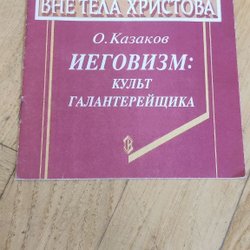 ВНЕ ТЕЛА ХРИСТОВА
О. Казаков
ИЕГОВИЗМ:
КУЛЬТ
ГАЛАНТЕРЕЙЩИКА